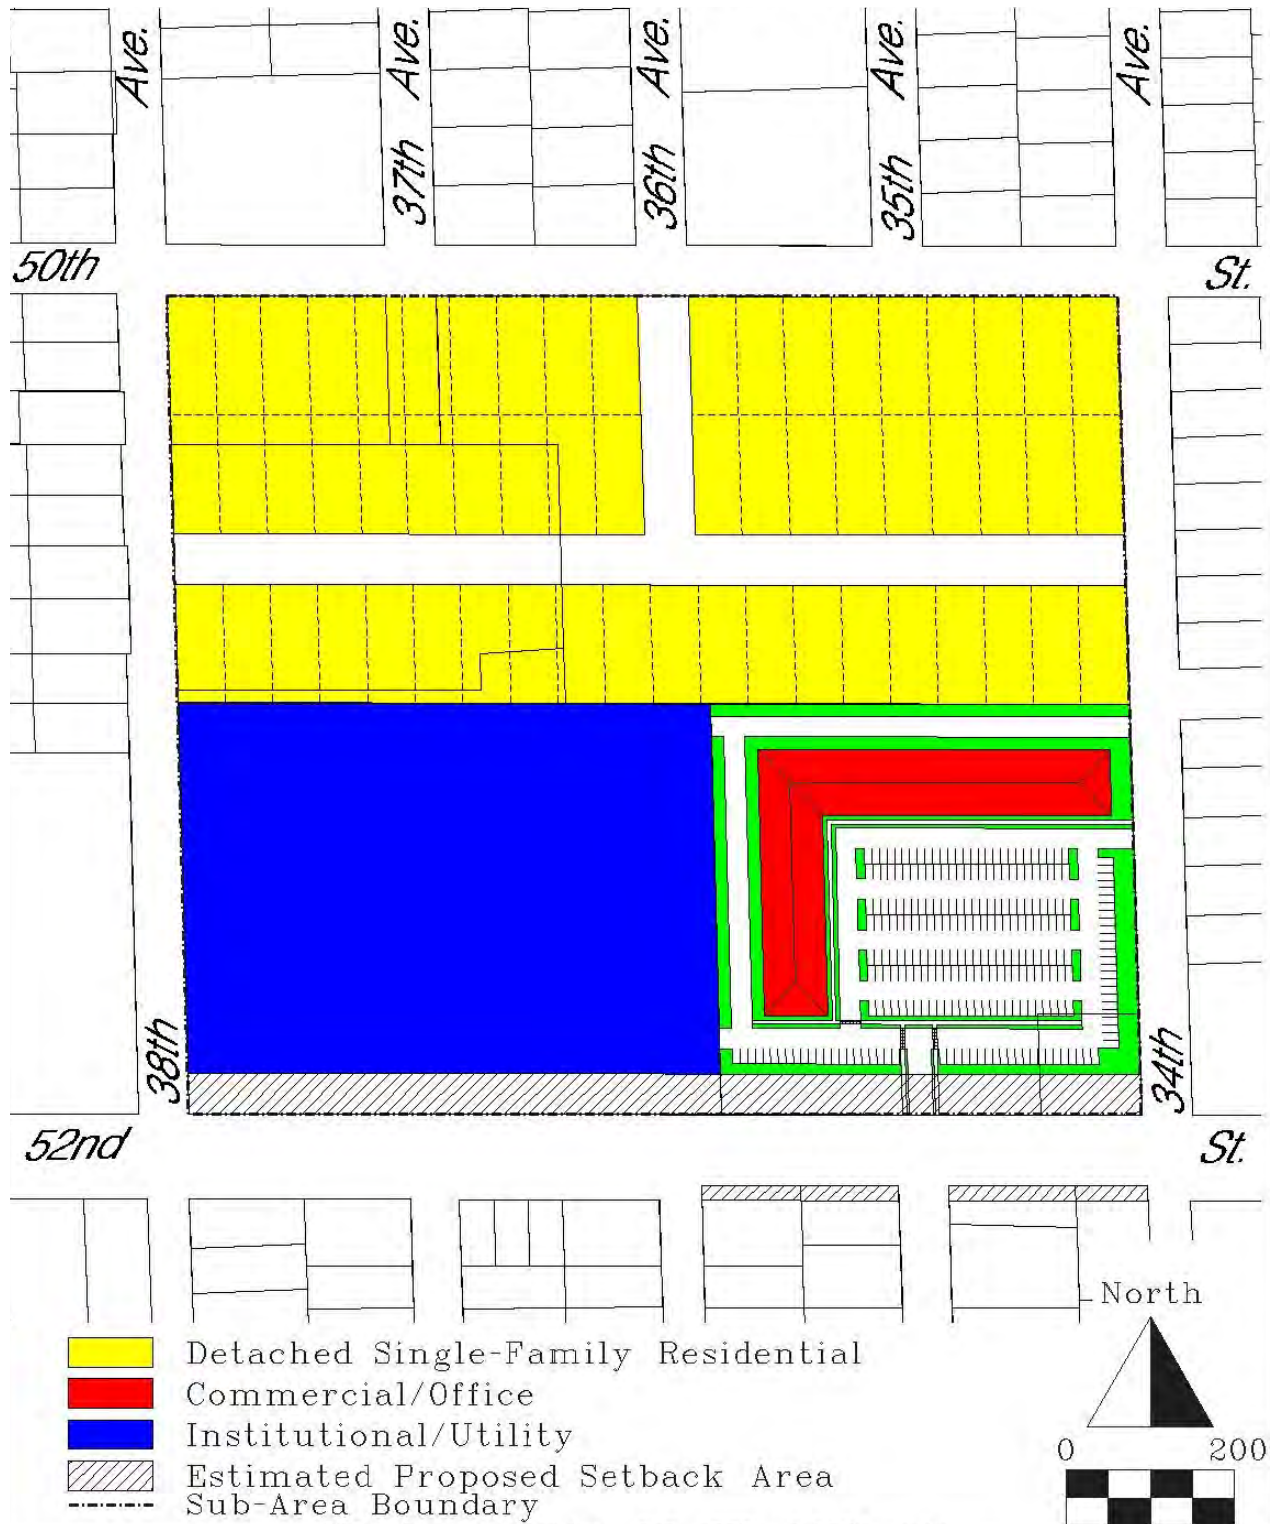 Ave.
37th Ave.
36th Ave.
35th Ave.
Ave.
50th St.
38th
34th
52nd St.
North
Detached Single-Family Residential
Commercial/Office
Institutional/Utility
Estimated Proposed Setback Area
Sub-Area Boundary
0 200